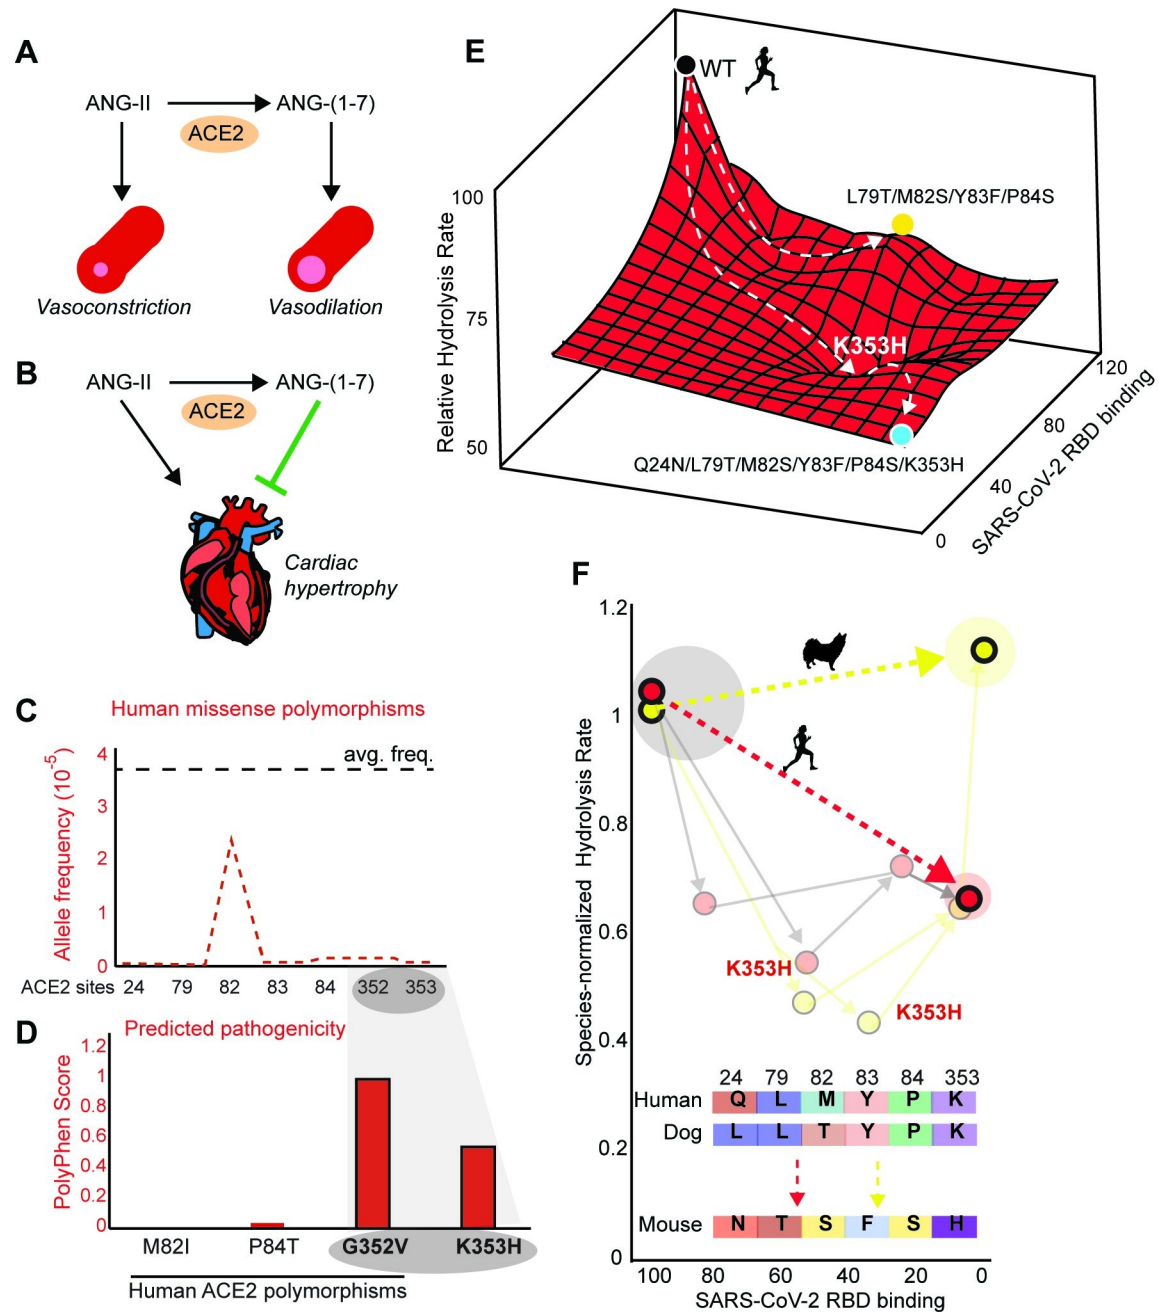 A
ANG-II
ANG-(1-7)
ACE2
Vasoconstriction
Vasodilation
B
ANG-II
ANG-(1-7)
ACE2
Cardiac
hypertrophy
C
Human missense polymorphisms
avg. freq.
Allele frequency (10-5)
4
3
2
1
0
ACE2 sites 24 79 82 83 84 352 353
D
Predicted pathogenicity
PolyPhen Score
1.2
1
0.8
0.6
0.4
0.2
0
M82I P84T G352V K353H
Human ACE2 polymorphisms
E
WT
L79T/M82S/Y83F/P84S
K353H
Q24N/L79T/M82S/Y83F/P84S/K353H
Relative Hydrolysis Rate
100
75
50
120
80
40
0
SARS-CoV-2 RBD binding
F
Species-normalized Hydrolysis Rate
1.2
1
0.8
0.6
0.4
0.2
0
K353H
K353H
24 79 82 83 84 353
Human Q L M Y P K
Dog L L T Y P K
Mouse N T S F S H
100 80 60 40 20 0
SARS-CoV-2 RBD binding